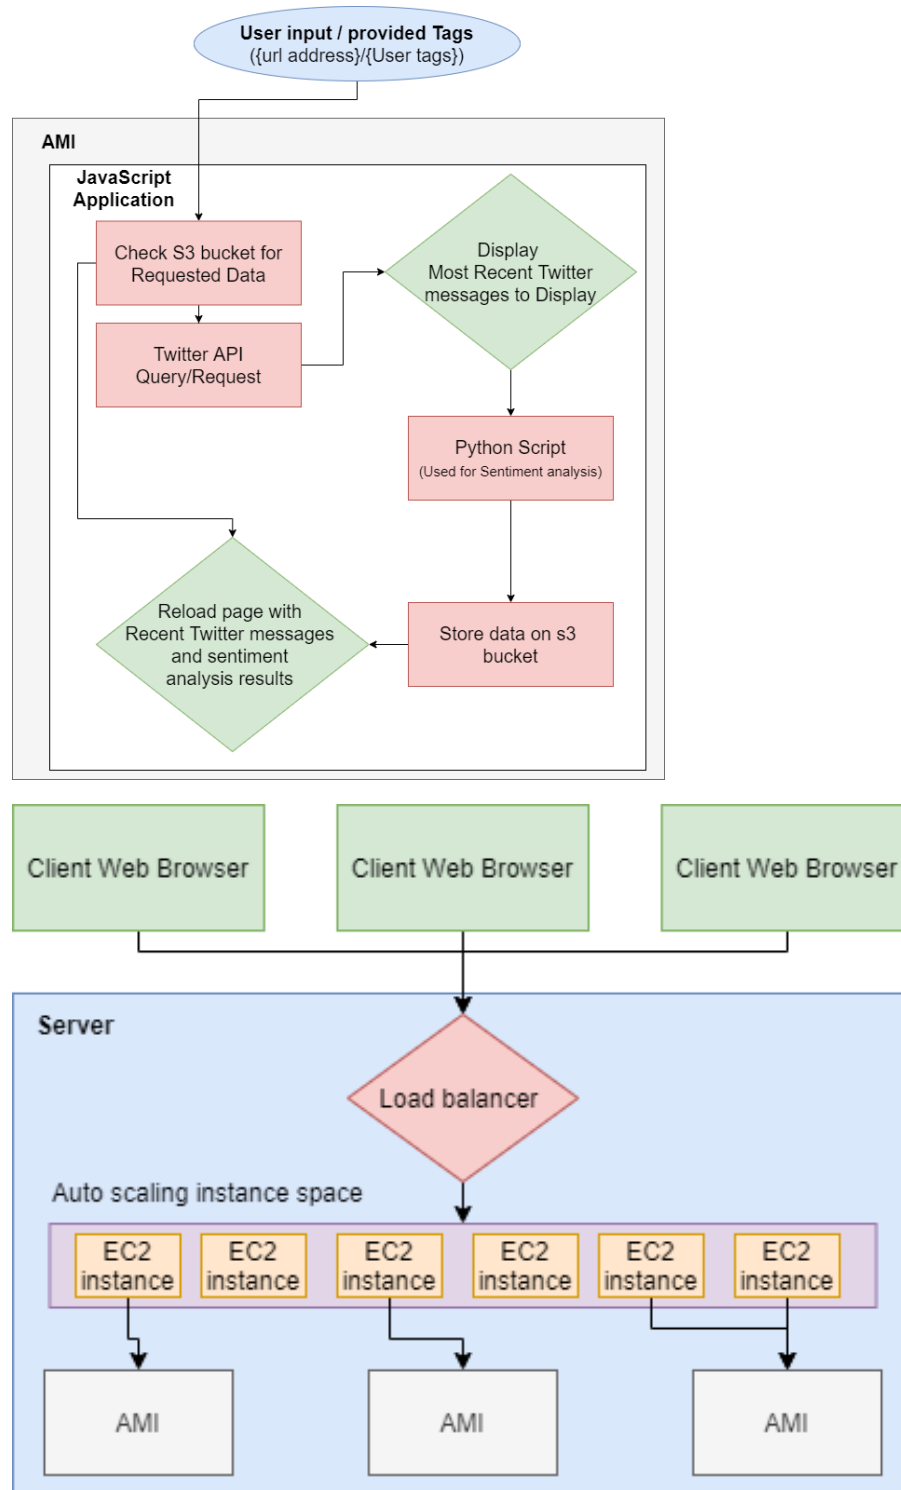 User input / provided Tags
({url address}/{User tags})
AMI
JavaScript
Application
Check S3 bucket for
Requested Data
Display
Most Recent Twitter
messages to Display
Twitter API
Query/Request
Python Script
(Used for Sentiment analysis)
Reload page with
Recent Twitter messages
and sentiment
analysis results
Store data on s3
bucket
Client Web Browser
Client Web Browser
Client Web Browser
Server
Load balancer
Auto scaling instance space
EC2
instance
EC2
instance
EC2
instance
EC2
instance
EC2
instance
EC2
instance
AMI
AMI
AMI